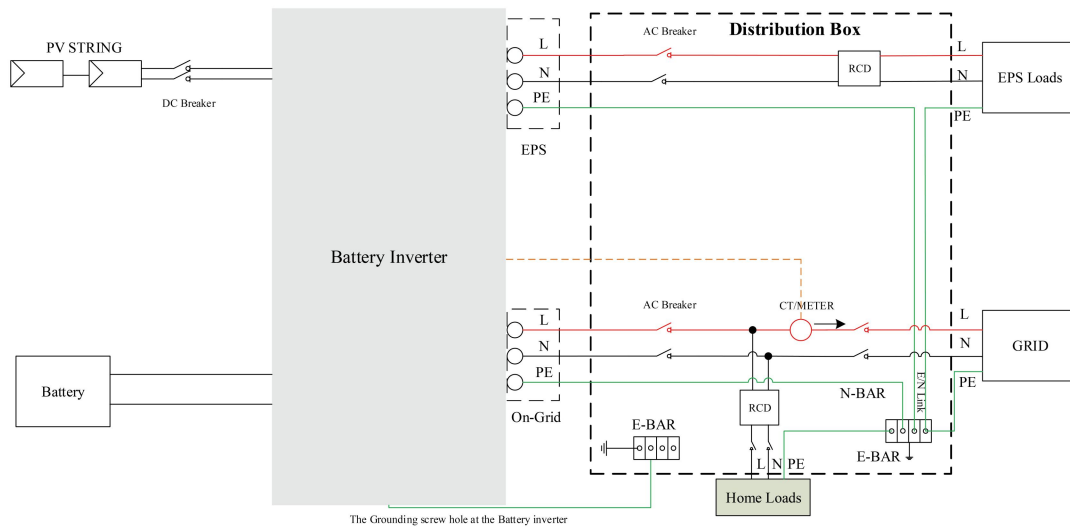 PV STRING
DC Breaker
Battery Inverter
Battery
L
N
PE
EPS
AC Breaker
Distribution Box
RCD
L
N
PE
EPS Loads
L
N
PE
On-Grid
AC Breaker
CT/METER
L
N
PE
GRID
E/N Link
N-BAR
RCD
E-BAR
E-BAR
L N PE
Home Loads
The Grounding screw hole at the Battery inverter